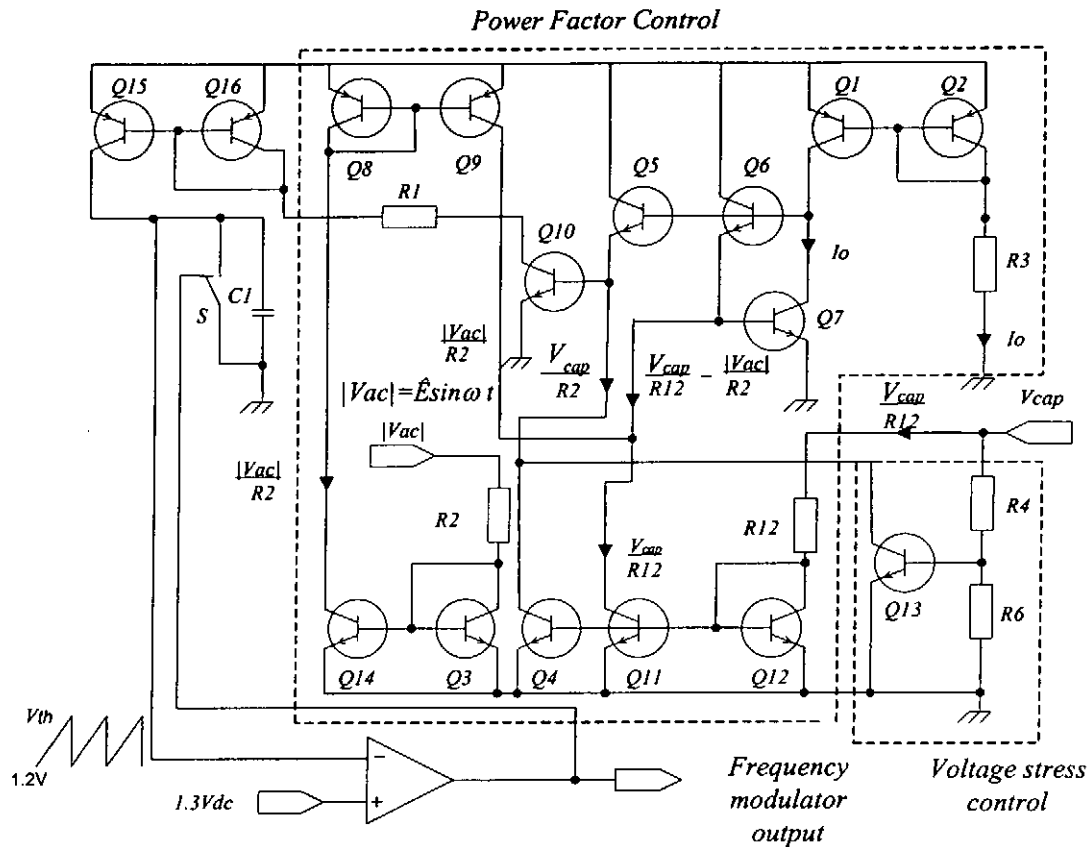 Power Factor Control
Q15
Q16
Q8
Q9
Q5
Q6
Q1
Q2
R1
Q10
Io
R3
S
C1
Q7
Io
|Vac|
R2
Vcap
R2
Vcap
R12
–
|Vac|
R2
|Vac|=Êsinω t
Vcap
R12
Vcap
|Vac|
|Vac|
R2
R2
Vcap
R12
R12
R4
Q13
R6
Q14
Q3
Q4
Q11
Q12
Vth
1.2V
1.3Vdc
−
+
Frequency
modulator
output
Voltage stress
control